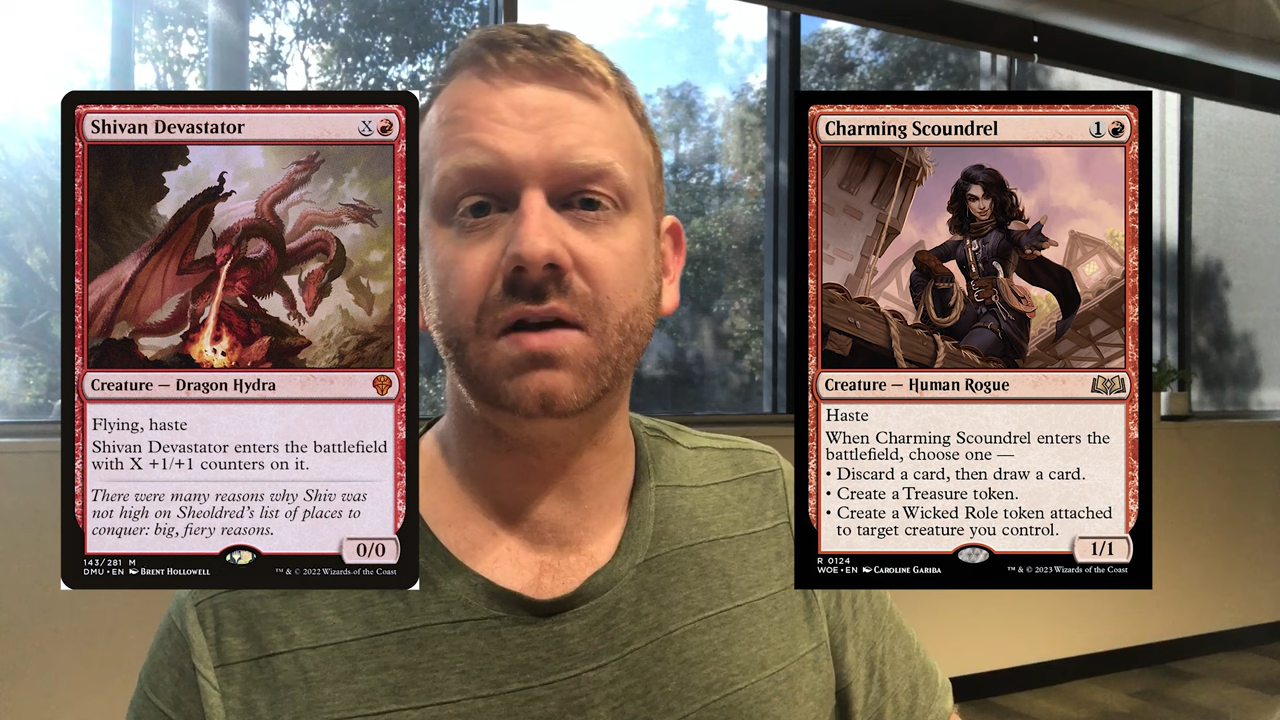 Shivan Devastator X
Creature — Dragon Hydra
Flying, haste
Shivan Devastator enters the battlefield
with X +1/+1 counters on it.
There were many reasons why Shiv was
not high on Sheoldred's list of places to
conquer: big, fiery reasons.
0/0
143/281 M
DMU • EN Brent Hollowell
™ & © 2022 Wizards of the Coast
Charming Scoundrel 1
Creature — Human Rogue
Haste
When Charming Scoundrel enters the
battlefield, choose one —
• Discard a card, then draw a card.
• Create a Treasure token.
• Create a Wicked Role token attached
to target creature you control.
1/1
R 0124
WOE • EN Caroline Gariba
™ & © 2023 Wizards of the Coast